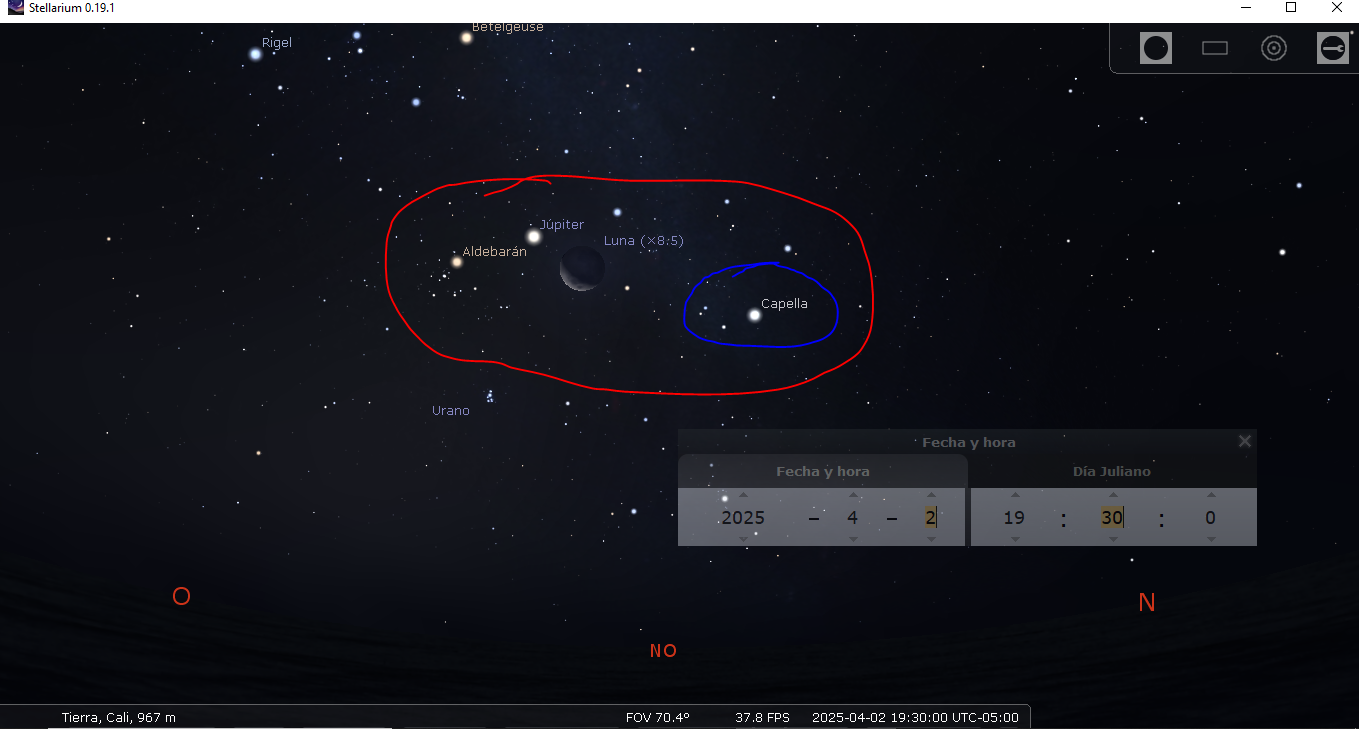 Stellarium 0.19.1
Betelgeuse
Rigel
Júpiter
Luna (×8.5)
Aldebarán
Capella
Urano
Fecha y hora
Fecha y hora
Día Juliano
2025 – 4 – 2 19 : 30 : 0
O
N
NO
Tierra, Cali, 967 m FOV 70.4° 37.8 FPS 2025-04-02 19:30:00 UTC-05:00